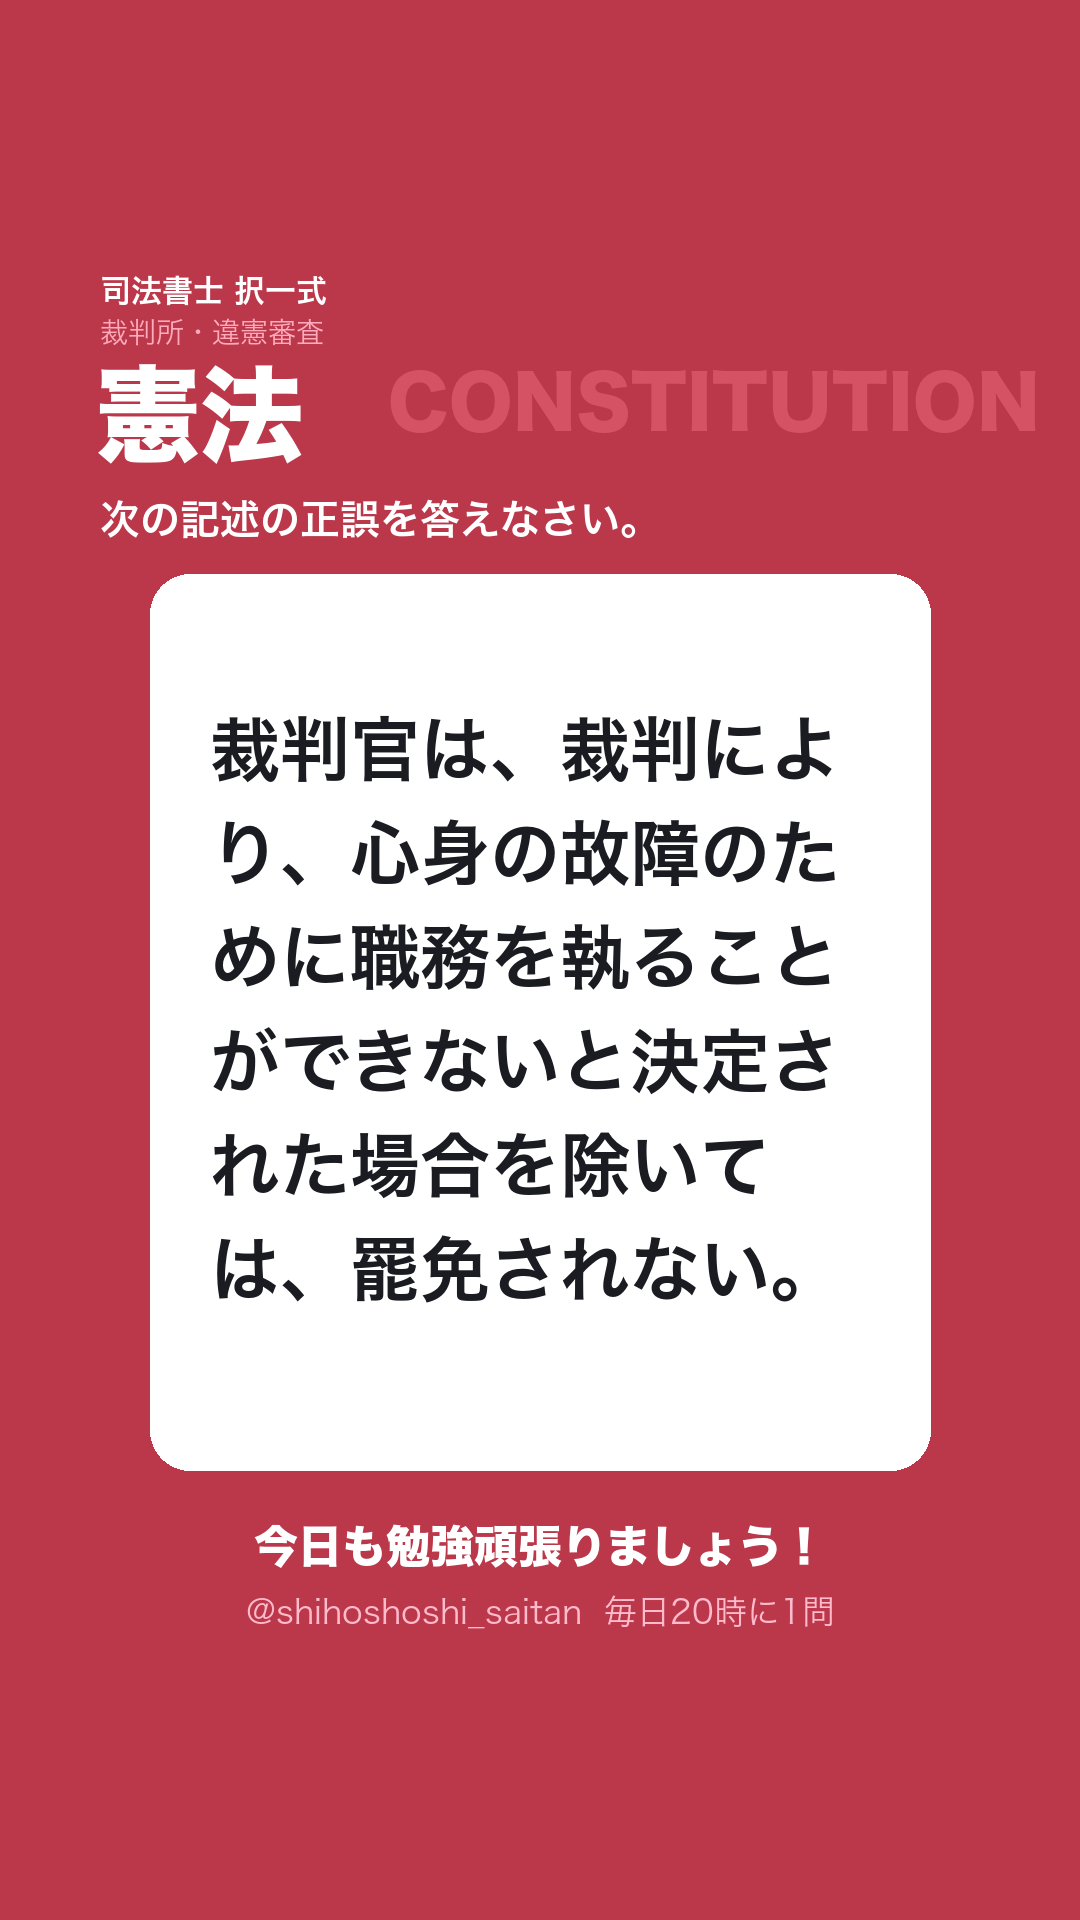 司法書士 択一式
裁判所・違憲審査
憲法
CONSTITUTION
次の記述の正誤を答えなさい。
裁判官は、裁判によ
り、心身の故障のた
めに職務を執ること
ができないと決定さ
れた場合を除いて
は、罷免されない。
今日も勉強頑張りましょう！
@shihoshoshi_saitan 毎日20時に1問